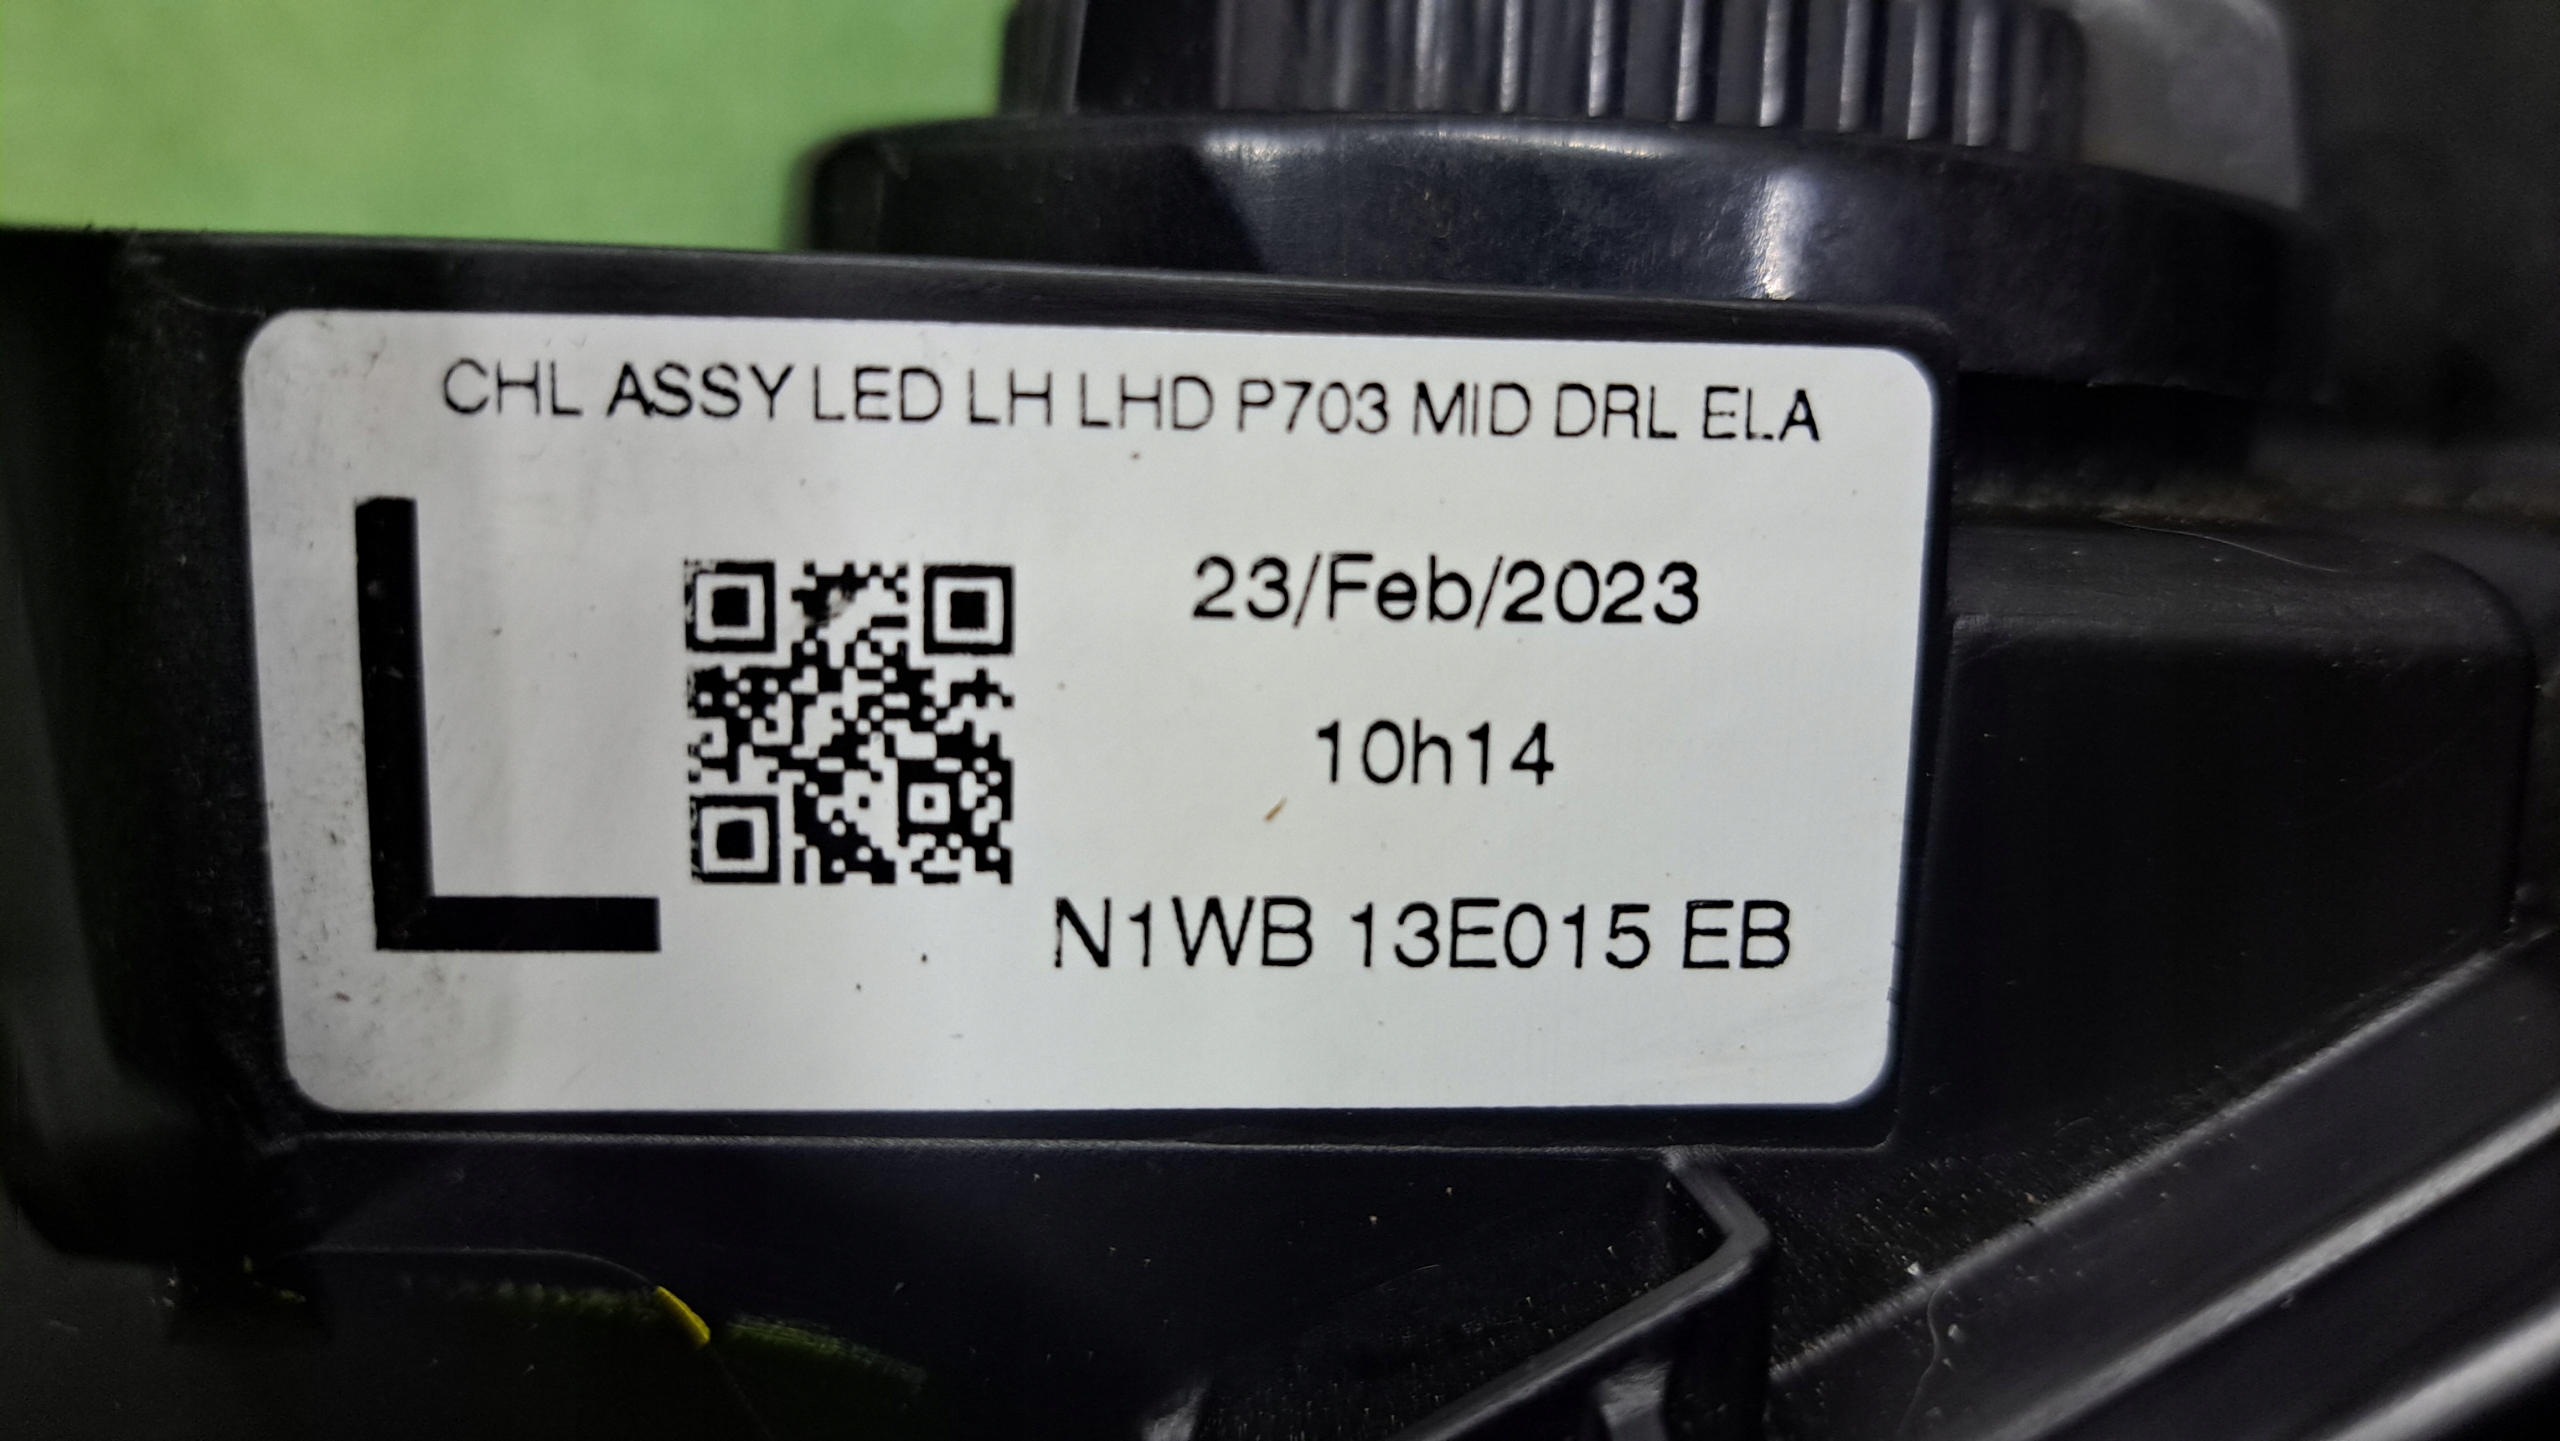 CHL ASSY LED LH LHD P703 MID DRL ELA
L
23/Feb/2023
10h14
N1WB 13E015 EB